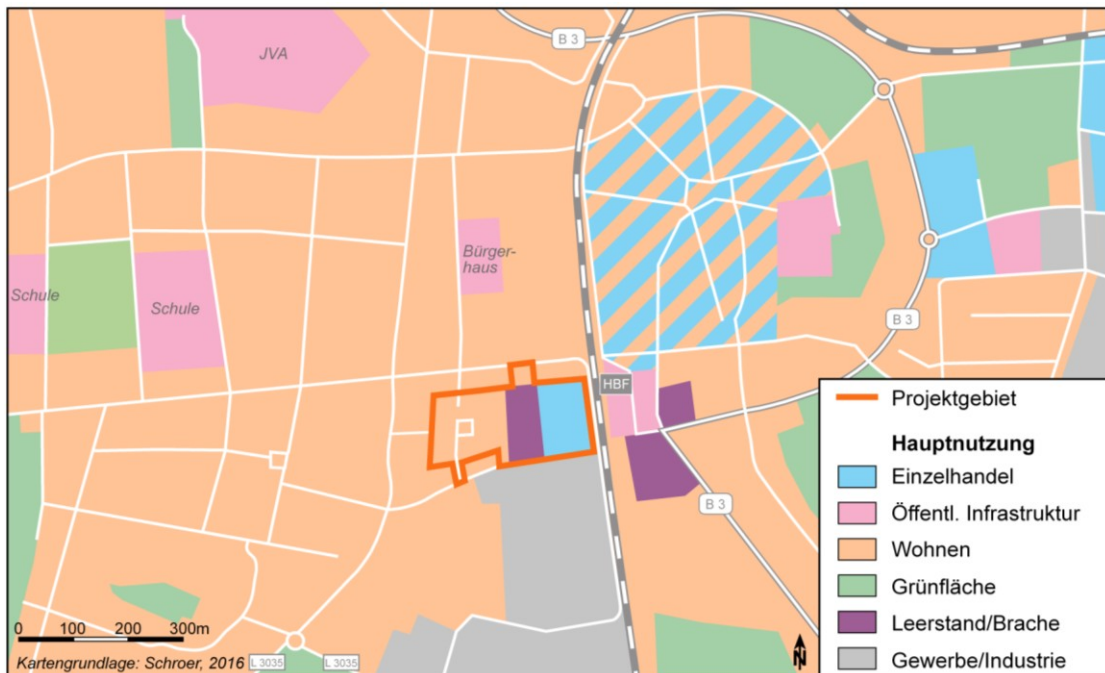 B 3
JVA
Bürger-
haus
Schule
Schule
B 3
HBF
B 3
Projektgebiet
Hauptnutzung
Einzelhandel
Öffentl. Infrastruktur
Wohnen
Grünfläche
Leerstand/Brache
Gewerbe/Industrie
0 100 200 300m
Kartengrundlage: Schroer, 2016
L 3035
L 3035
N